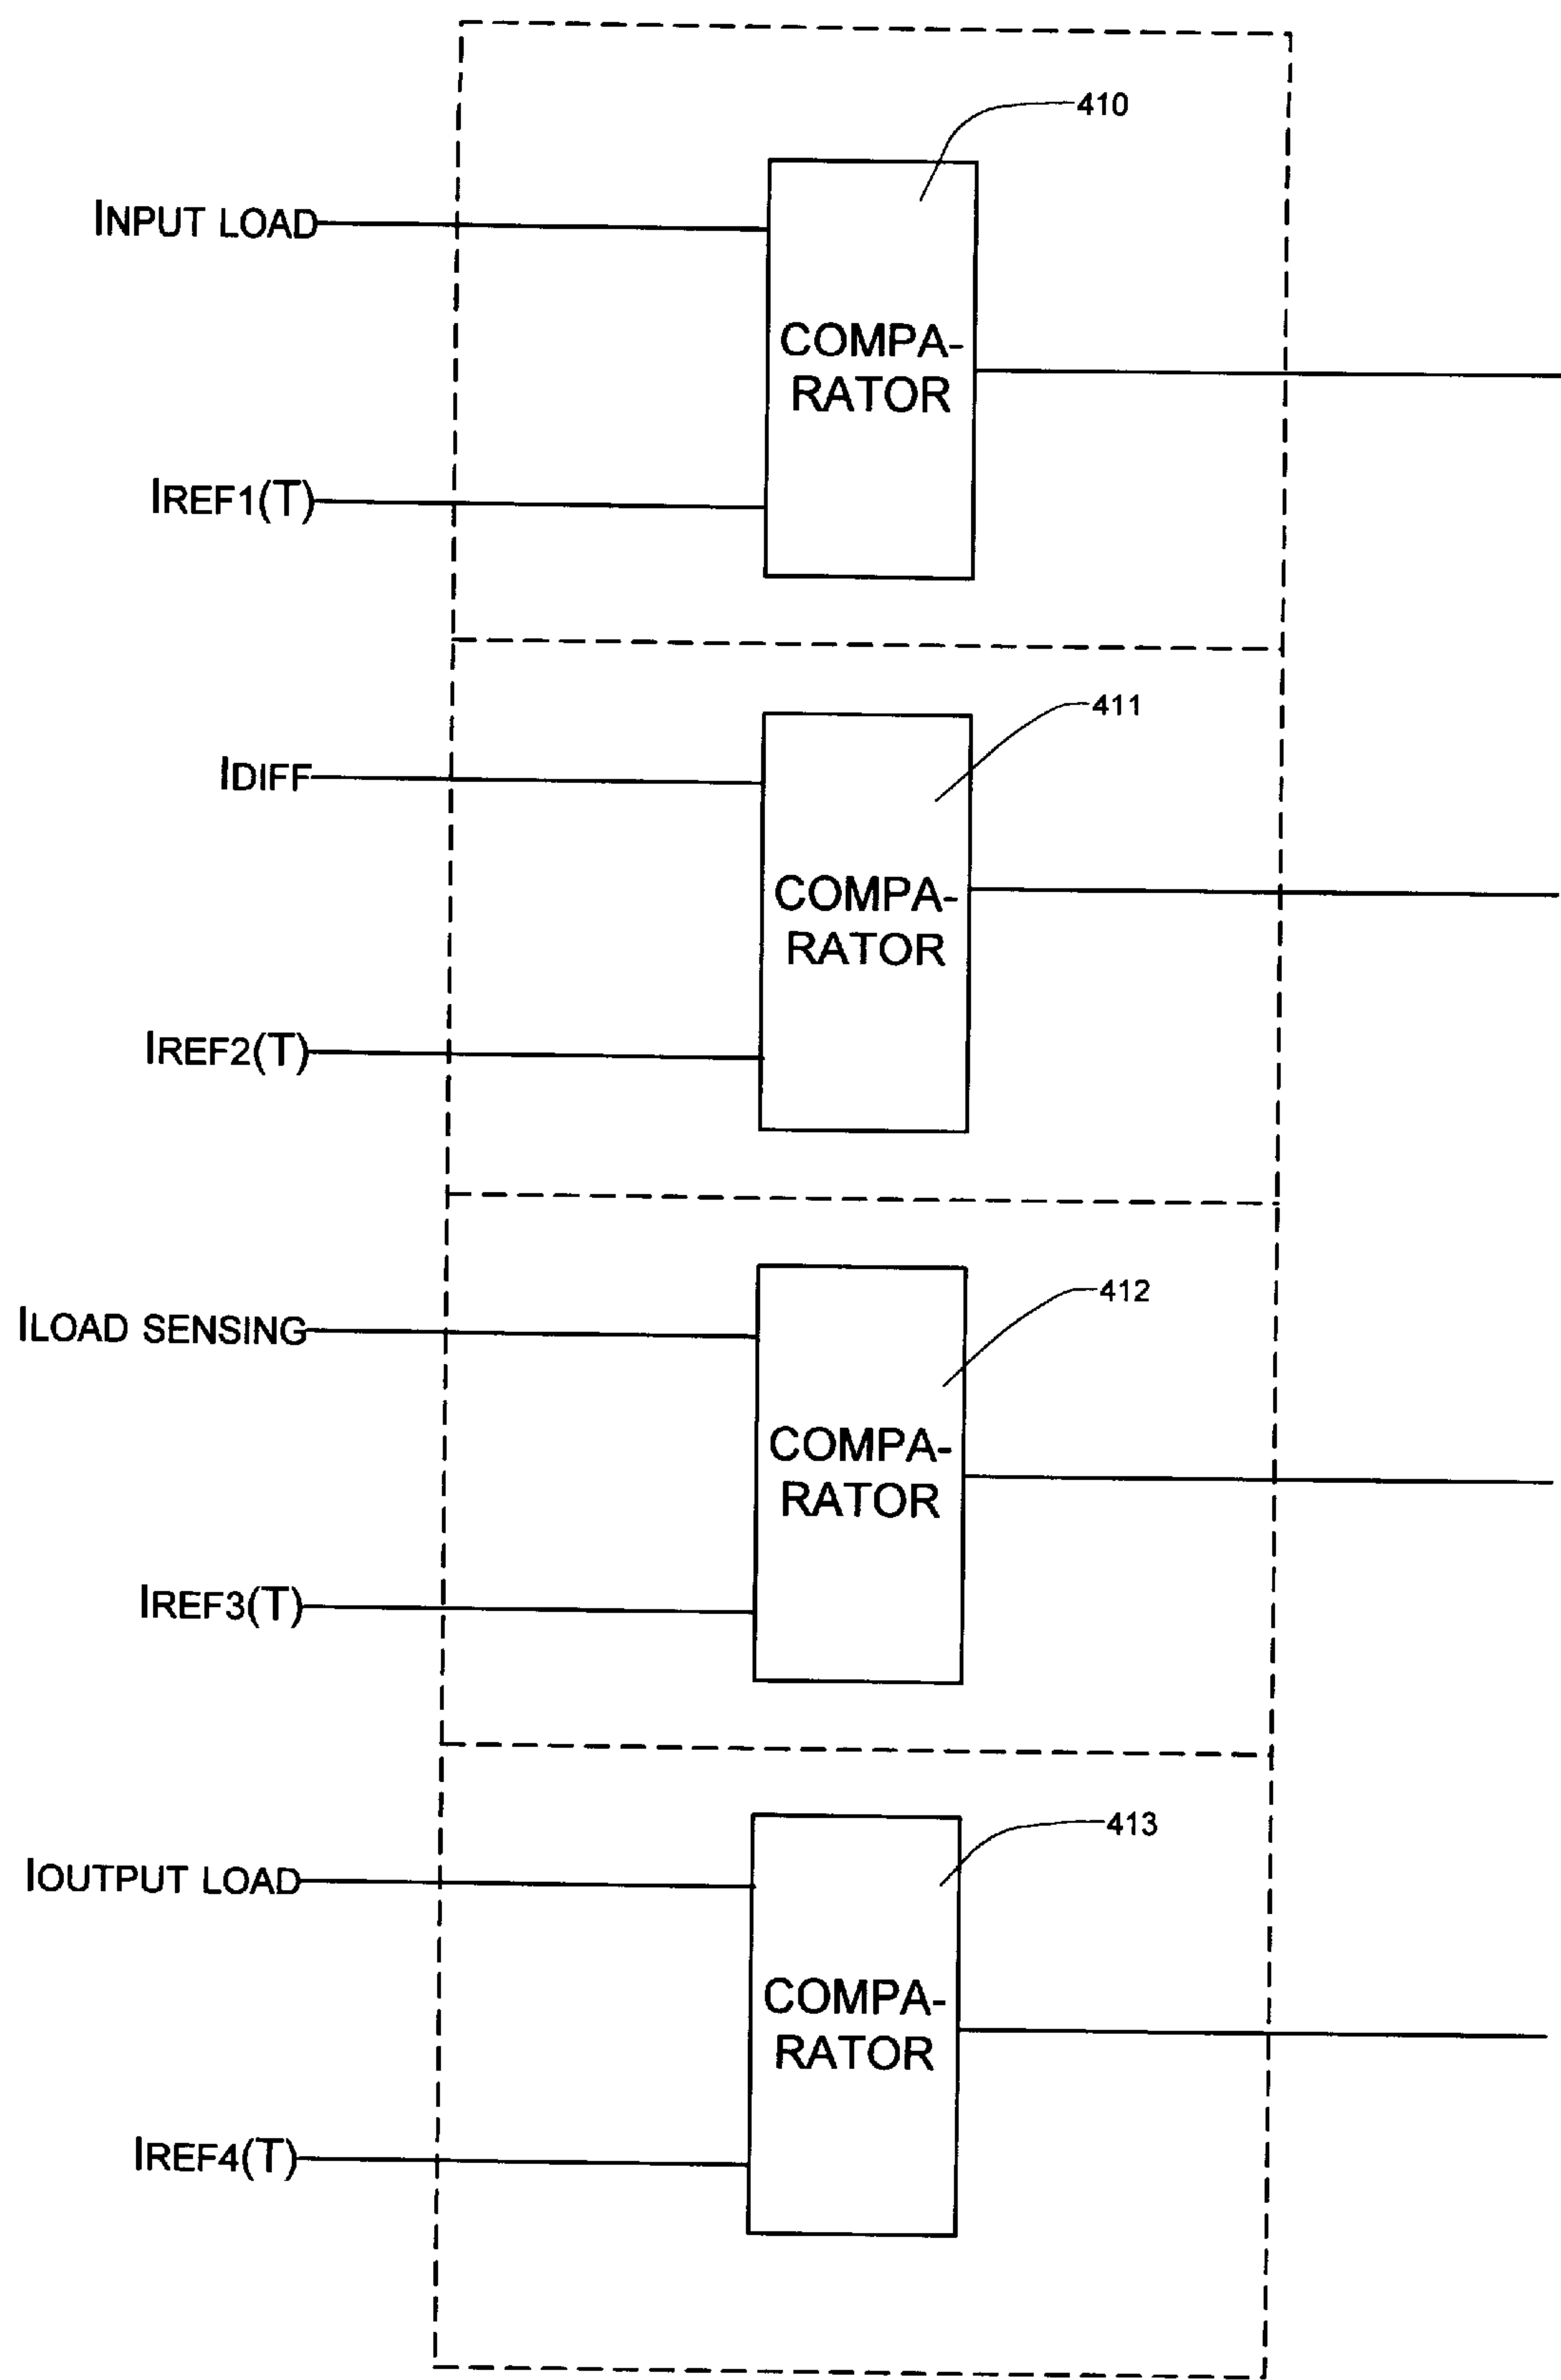 410
INPUT LOAD
COMPA-
RATOR
IREF1(T)
411
IDIFF
COMPA-
RATOR
IREF2(T)
412
ILOAD SENSING
COMPA-
RATOR
IREF3(T)
413
IOUTPUT LOAD
COMPA-
RATOR
IREF4(T)